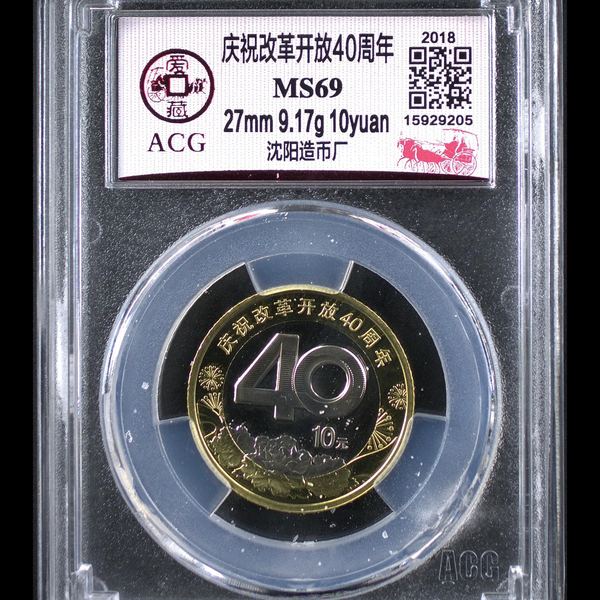 爱藏
ACG
庆祝改革开放40周年
MS69
27mm 9.17g 10yuan
沈阳造币厂
2018
15929205
庆祝改革开放40周年
40
10元
ACG